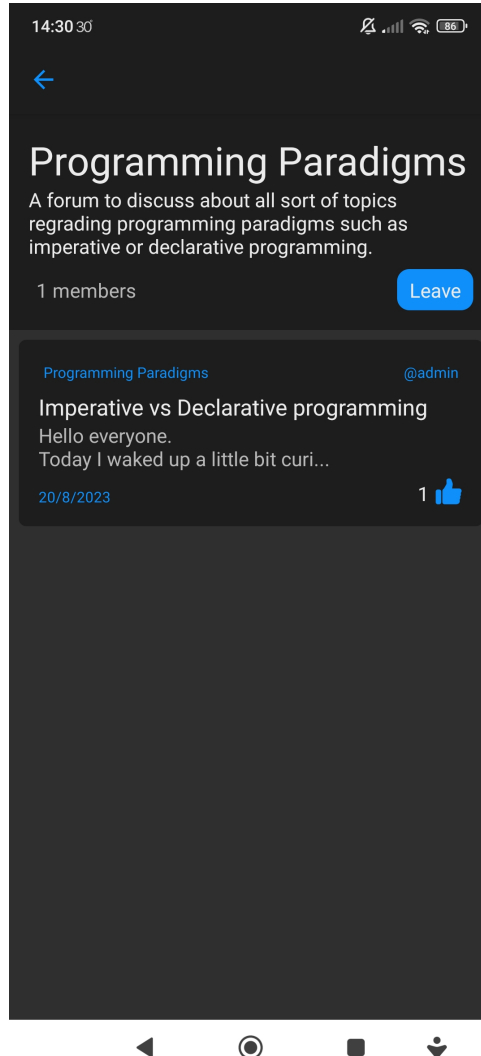 14:30 30'
86
Programming Paradigms
A forum to discuss about all sort of topics
regrading programming paradigms such as
imperative or declarative programming.
1 members
Leave
Programming Paradigms
@admin
Imperative vs Declarative programming
Hello everyone.
Today I waked up a little bit curi...
20/8/2023
1